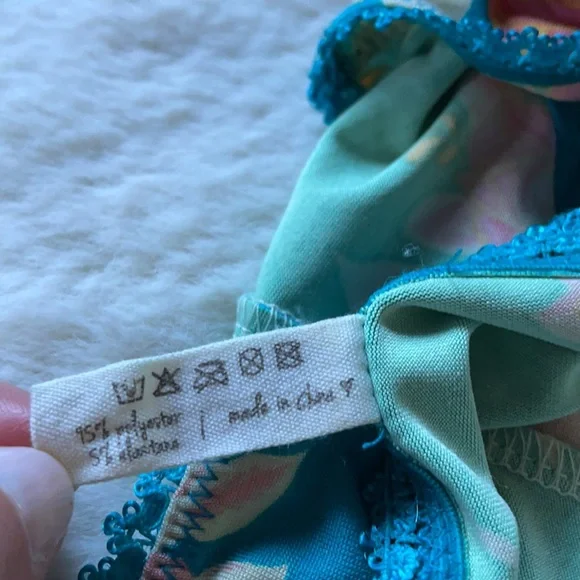 95% polyester
5% elastane
made in China ♥